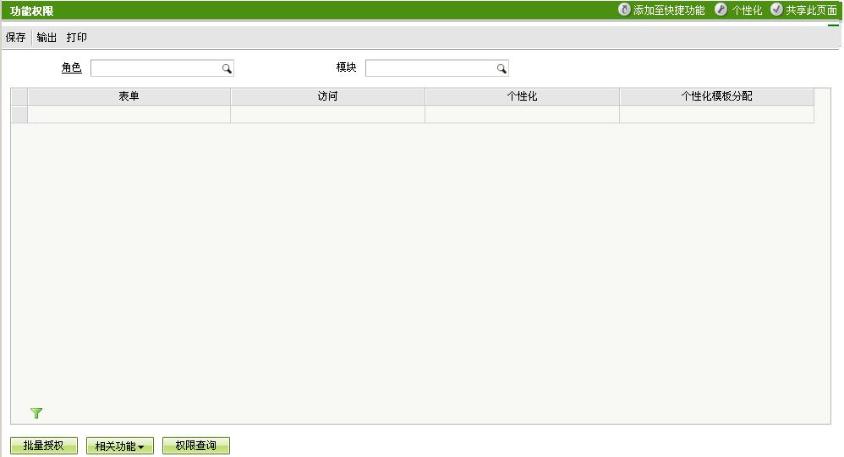 功能权限 添加至快捷功能 个性化 共享此页面
保存 输出 打印
角色 模块
表单 访问 个性化 个性化模板分配
批量授权 相关功能 权限查询